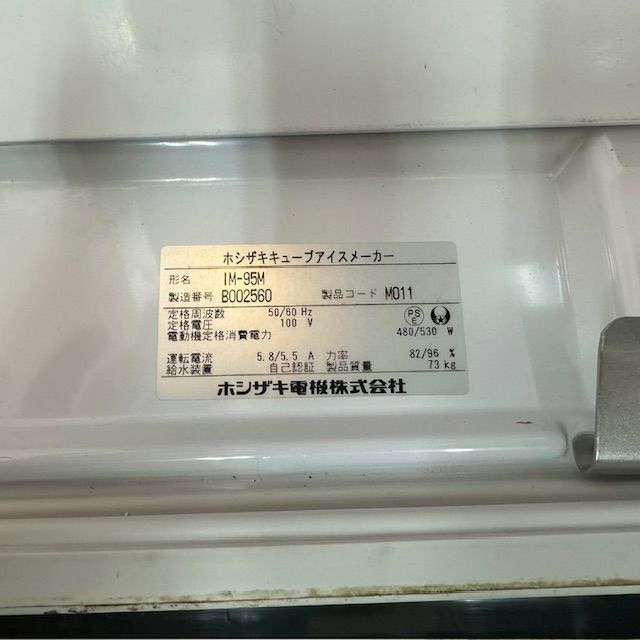 ホシザキキューブアイスメーカー
形名 IM-95M
製造番号 B002560 製品コード M011
定格周波数 50/60 Hz
定格電圧 100 V
電動機定格消費電力 480/530 W
PS E
運転電流 5.8/5.5 A 力率 82/96 %
給水装置 自己認証 製品質量 73 kg
ホシザキ電機株式会社